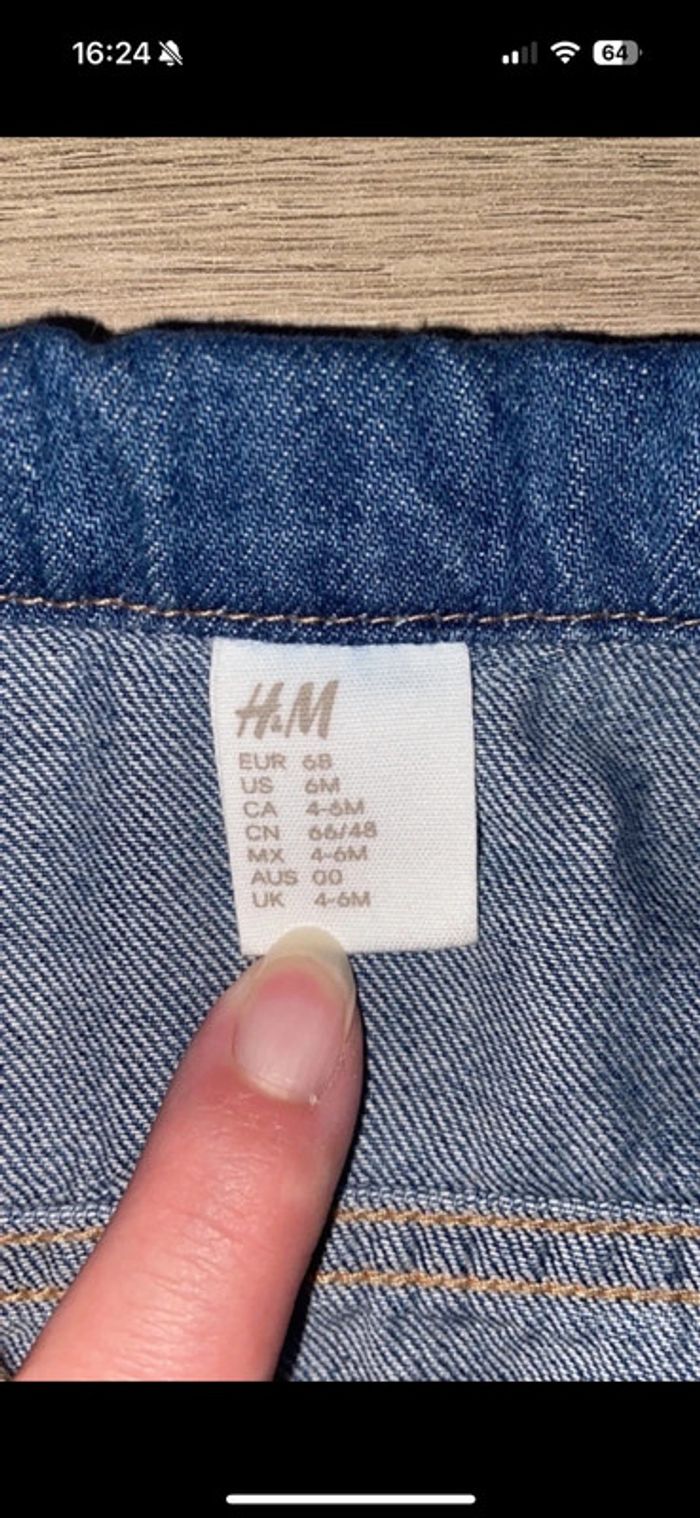 16:24
64
H&M
EUR 68
US 6M
CA 4-6M
CN 66/48
MX 4-6M
AUS 00
UK 4-6M